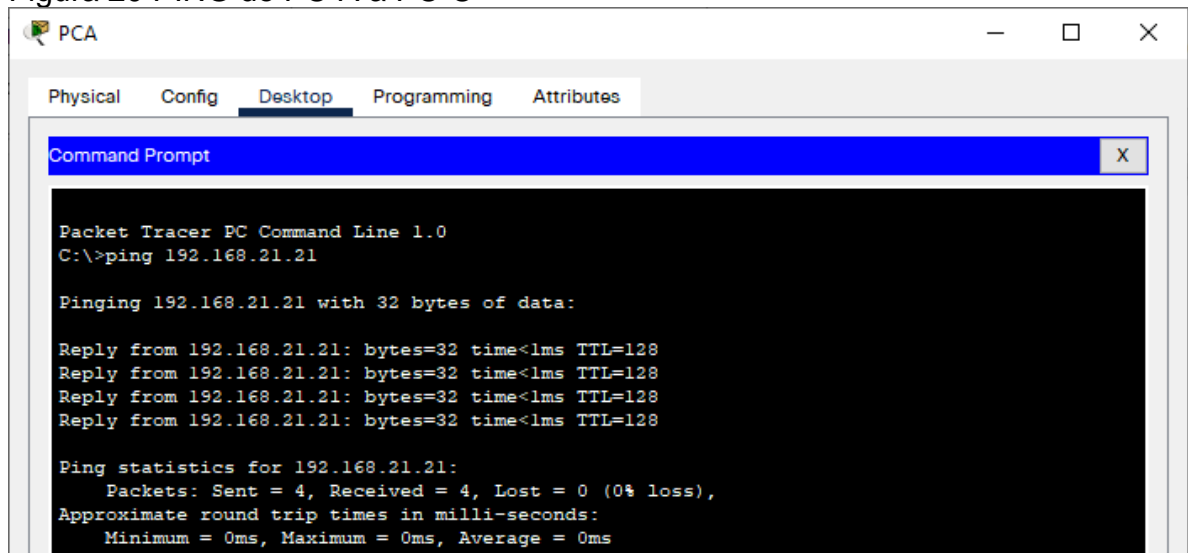 PCA
Physical Config Desktop Programming Attributes
Command Prompt X
Packet Tracer PC Command Line 1.0
C:\>ping 192.168.21.21
Pinging 192.168.21.21 with 32 bytes of data:
Reply from 192.168.21.21: bytes=32 time<1ms TTL=128
Reply from 192.168.21.21: bytes=32 time<1ms TTL=128
Reply from 192.168.21.21: bytes=32 time<1ms TTL=128
Reply from 192.168.21.21: bytes=32 time<1ms TTL=128
Ping statistics for 192.168.21.21:
Packets: Sent = 4, Received = 4, Lost = 0 (0% loss),
Approximate round trip times in milli-seconds:
Minimum = 0ms, Maximum = 0ms, Average = 0ms